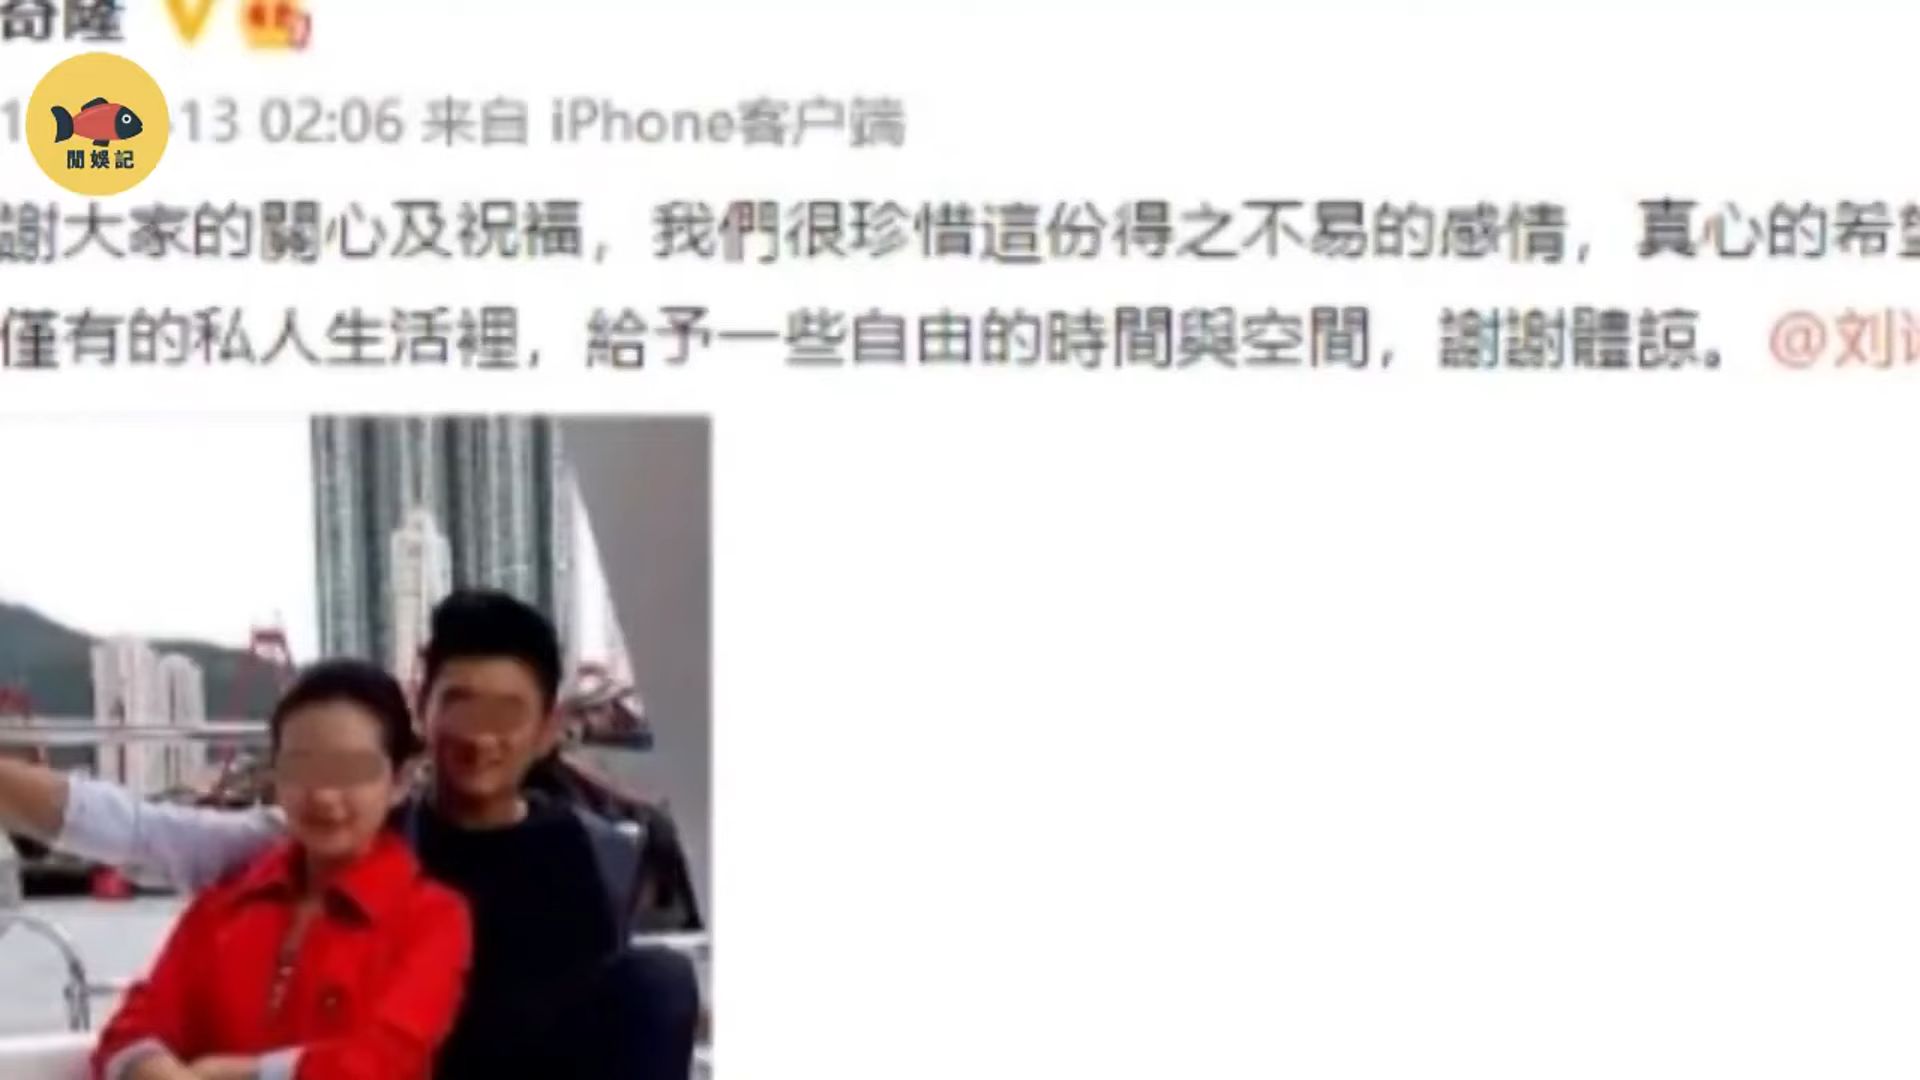 奇隆
13 02:06 来自 iPhone客户端
閒娛記
謝大家的關心及祝福，我們很珍惜這份得之不易的感情，真心的希望
僅有的私人生活裡，給予一些自由的時間與空間，謝謝體諒。@刘